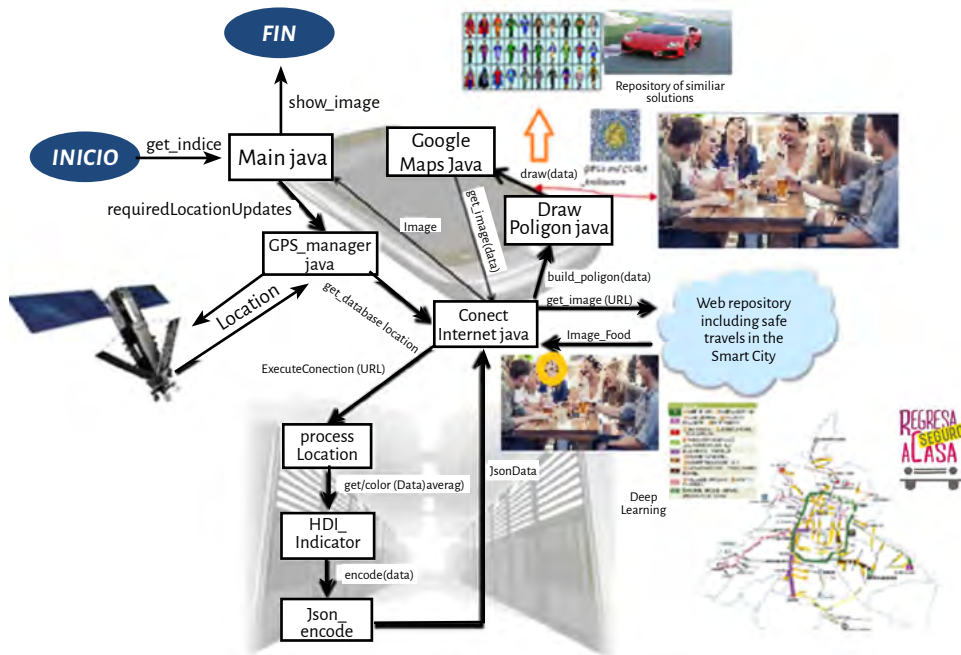 FIN
show_image
Repository of similiar
solutions
INICIO
get_indice
Main java
Google
Maps Java
draw(data)
requiredLocationUpdates
Image
get_image(data)
Draw
Poligon java
GPS_manager
java
Location
get_database location
build_poligon(data)
get_image (URL)
Conect
Internet java
Image_Food
Web repository
including safe
travels in the
Smart City
ExecuteConection (URL)
process
Location
get/color (Data)averag)
JsonData
HDI_
Indicator
encode(data)
Json_
encode
Deep
Learning
REGRESA
SEGURO
A CASA